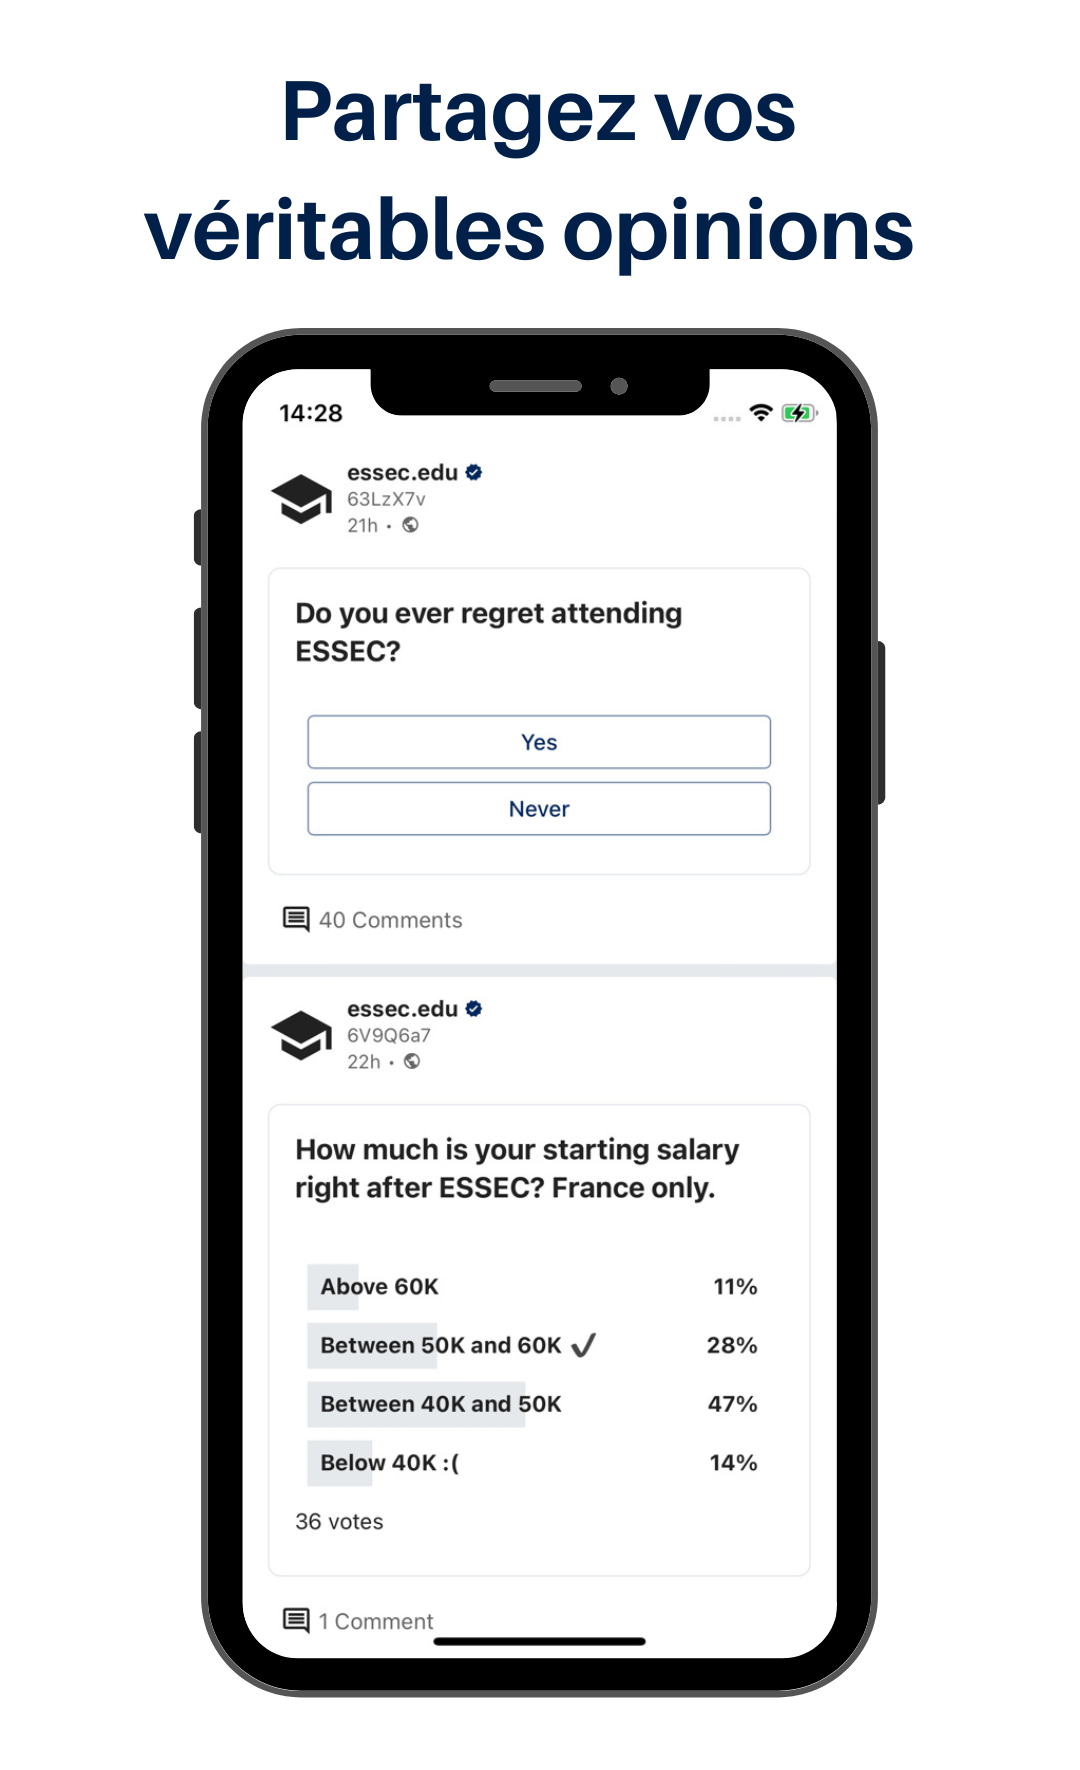 Partagez vos
véritables opinions
14:28
essec.edu
63LzX7v
21h •
Do you ever regret attending
ESSEC?
Yes
Never
40 Comments
essec.edu
6V9Q6a7
22h •
How much is your starting salary
right after ESSEC? France only.
Above 60K 11%
Between 50K and 60K ✓ 28%
Between 40K and 50K 47%
Below 40K :( 14%
36 votes
1 Comment